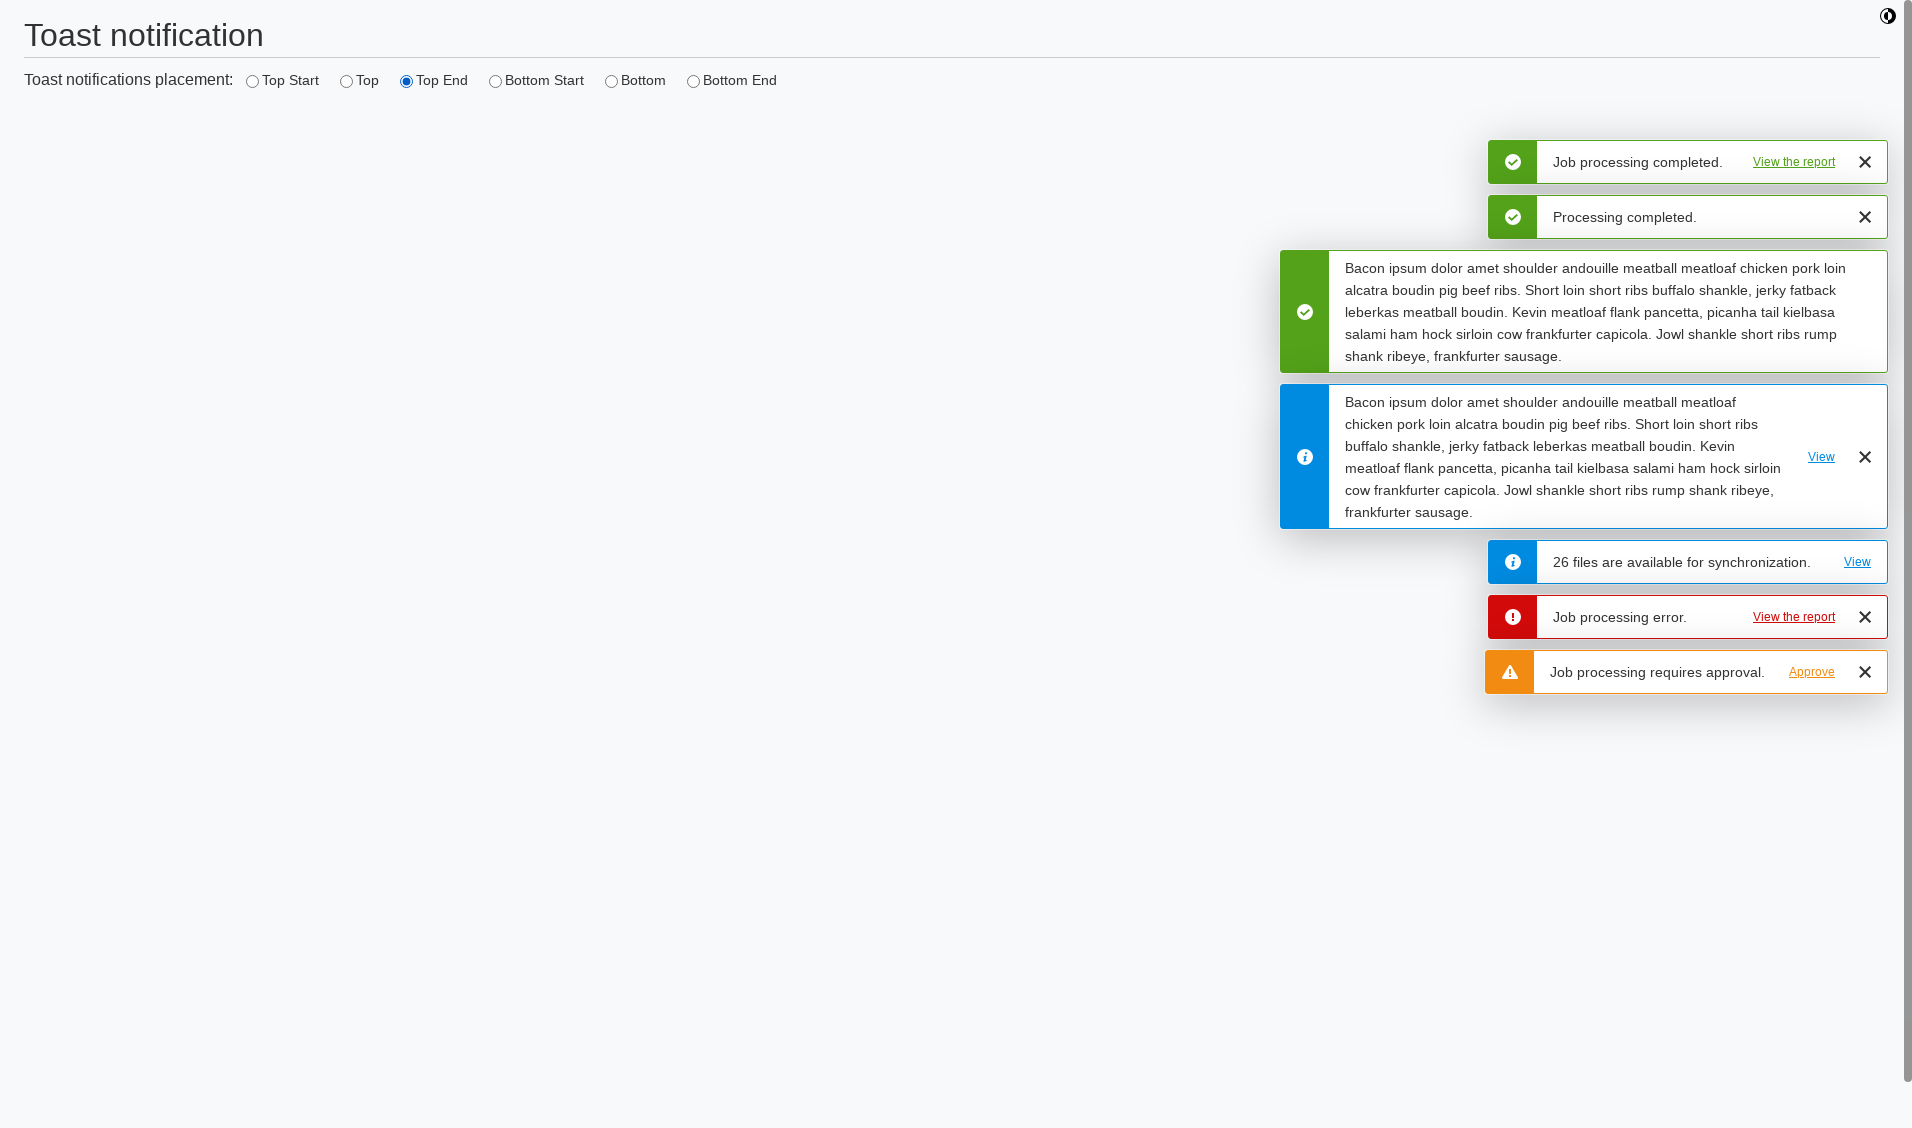 Toast notification
Toast notifications placement: Top Start Top Top End Bottom Start Bottom Bottom End
Job processing completed. View the report
Processing completed.
Bacon ipsum dolor amet shoulder andouille meatball meatloaf chicken pork loin
alcatra boudin pig beef ribs. Short loin short ribs buffalo shankle, jerky fatback
leberkas meatball boudin. Kevin meatloaf flank pancetta, picanha tail kielbasa
salami ham hock sirloin cow frankfurter capicola. Jowl shankle short ribs rump
shank ribeye, frankfurter sausage.
Bacon ipsum dolor amet shoulder andouille meatball meatloaf
chicken pork loin alcatra boudin pig beef ribs. Short loin short ribs
buffalo shankle, jerky fatback leberkas meatball boudin. Kevin
meatloaf flank pancetta, picanha tail kielbasa salami ham hock sirloin
cow frankfurter capicola. Jowl shankle short ribs rump shank ribeye,
frankfurter sausage.
View
26 files are available for synchronization. View
Job processing error. View the report
Job processing requires approval. Approve